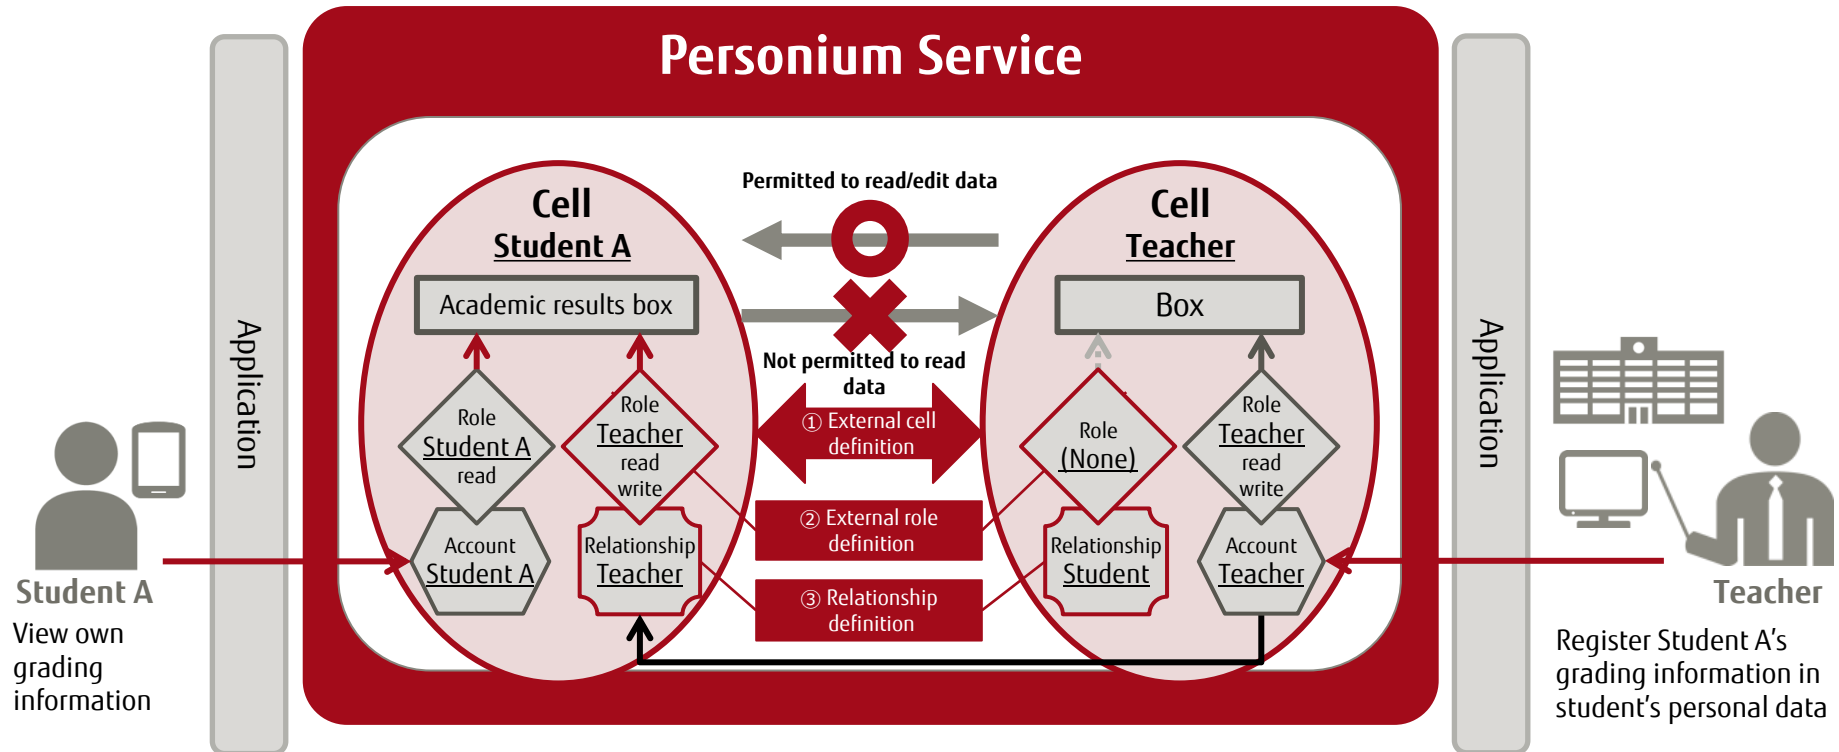 Personium Service
Application
Cell
Student A
Academic results box
Role
Student A
read
Role
Teacher
read
write
Account
Student A
Relationship
Teacher
Permitted to read/edit data
Not permitted to read
data
① External cell
definition
② External role
definition
③ Relationship
definition
Cell
Teacher
Box
Role
(None)
Role
Teacher
read
write
Relationship
Student
Account
Teacher
Application
Student A
View own
grading
information
Teacher
Register Student A’s
grading information in
student’s personal data